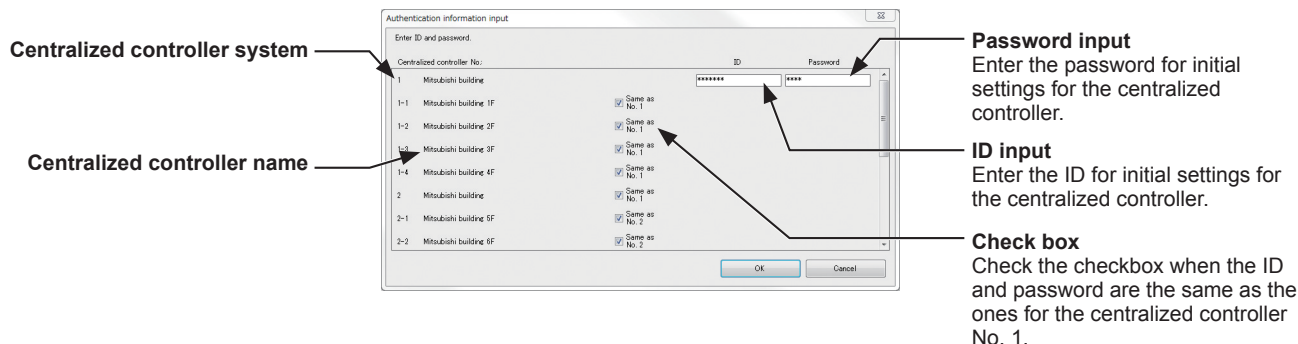 Centralized controller system
Centralized controller name
Authentication information input
Enter ID and password.
Centralized controller No.:
ID
Password
1 Mitsubishi building ******* ****
1-1 Mitsubishi building 1F Same as No. 1
1-2 Mitsubishi building 2F Same as No. 1
1-3 Mitsubishi building 3F Same as No. 1
1-4 Mitsubishi building 4F Same as No. 1
2 Mitsubishi building Same as No. 1
2-1 Mitsubishi building 5F Same as No. 2
2-2 Mitsubishi building 6F Same as No. 2
OK
Cancel
Password input
Enter the password for initial
settings for the centralized
controller.
ID input
Enter the ID for initial settings for
the centralized controller.
Check box
Check the checkbox when the ID
and password are the same as the
ones for the centralized controller
No. 1.